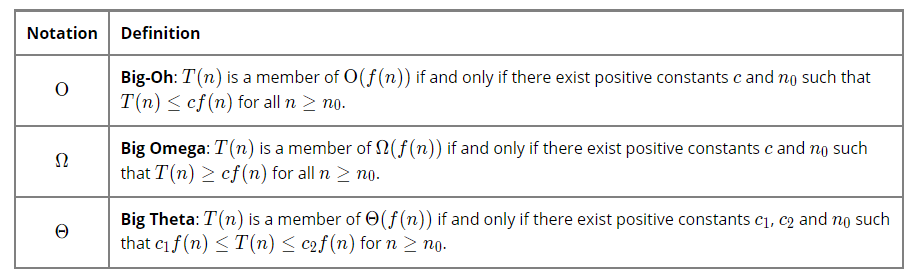 Notation Definition
O
Big-Oh: T(n) is a member of O(f(n)) if and only if there exist positive constants c and n₀ such that
T(n) ≤ cf(n) for all n ≥ n₀.
Ω
Big Omega: T(n) is a member of Ω(f(n)) if and only if there exist positive constants c and n₀ such
that T(n) ≥ cf(n) for all n ≥ n₀.
Θ
Big Theta: T(n) is a member of Θ(f(n)) if and only if there exist positive constants c₁, c₂ and n₀ such
that c₁f(n) ≤ T(n) ≤ c₂f(n) for n ≥ n₀.